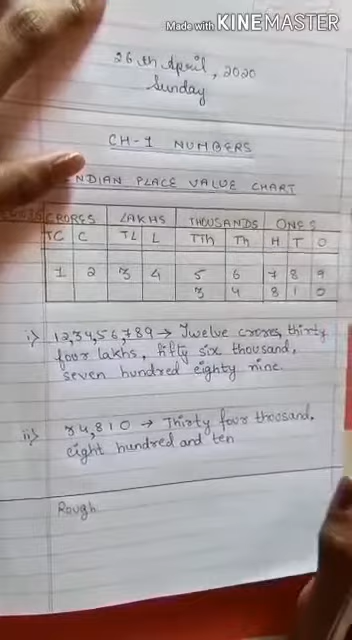 Made with KINEMASTER
26th April, 2020
Sunday
CH-1 NUMBERS
INDIAN PLACE VALUE CHART
CRORES LAKHS THOUSANDS ONES
TC C TL L TTh Th H T O
1 2 3 4 5 6 7 8 9
3 4 8 1 0
i) 12,34,56,789 → Twelve crores, thirty
four lakhs, fifty six thousand,
seven hundred eighty nine.
ii) 34,810 → Thirty four thousand,
eight hundred and ten
Rough